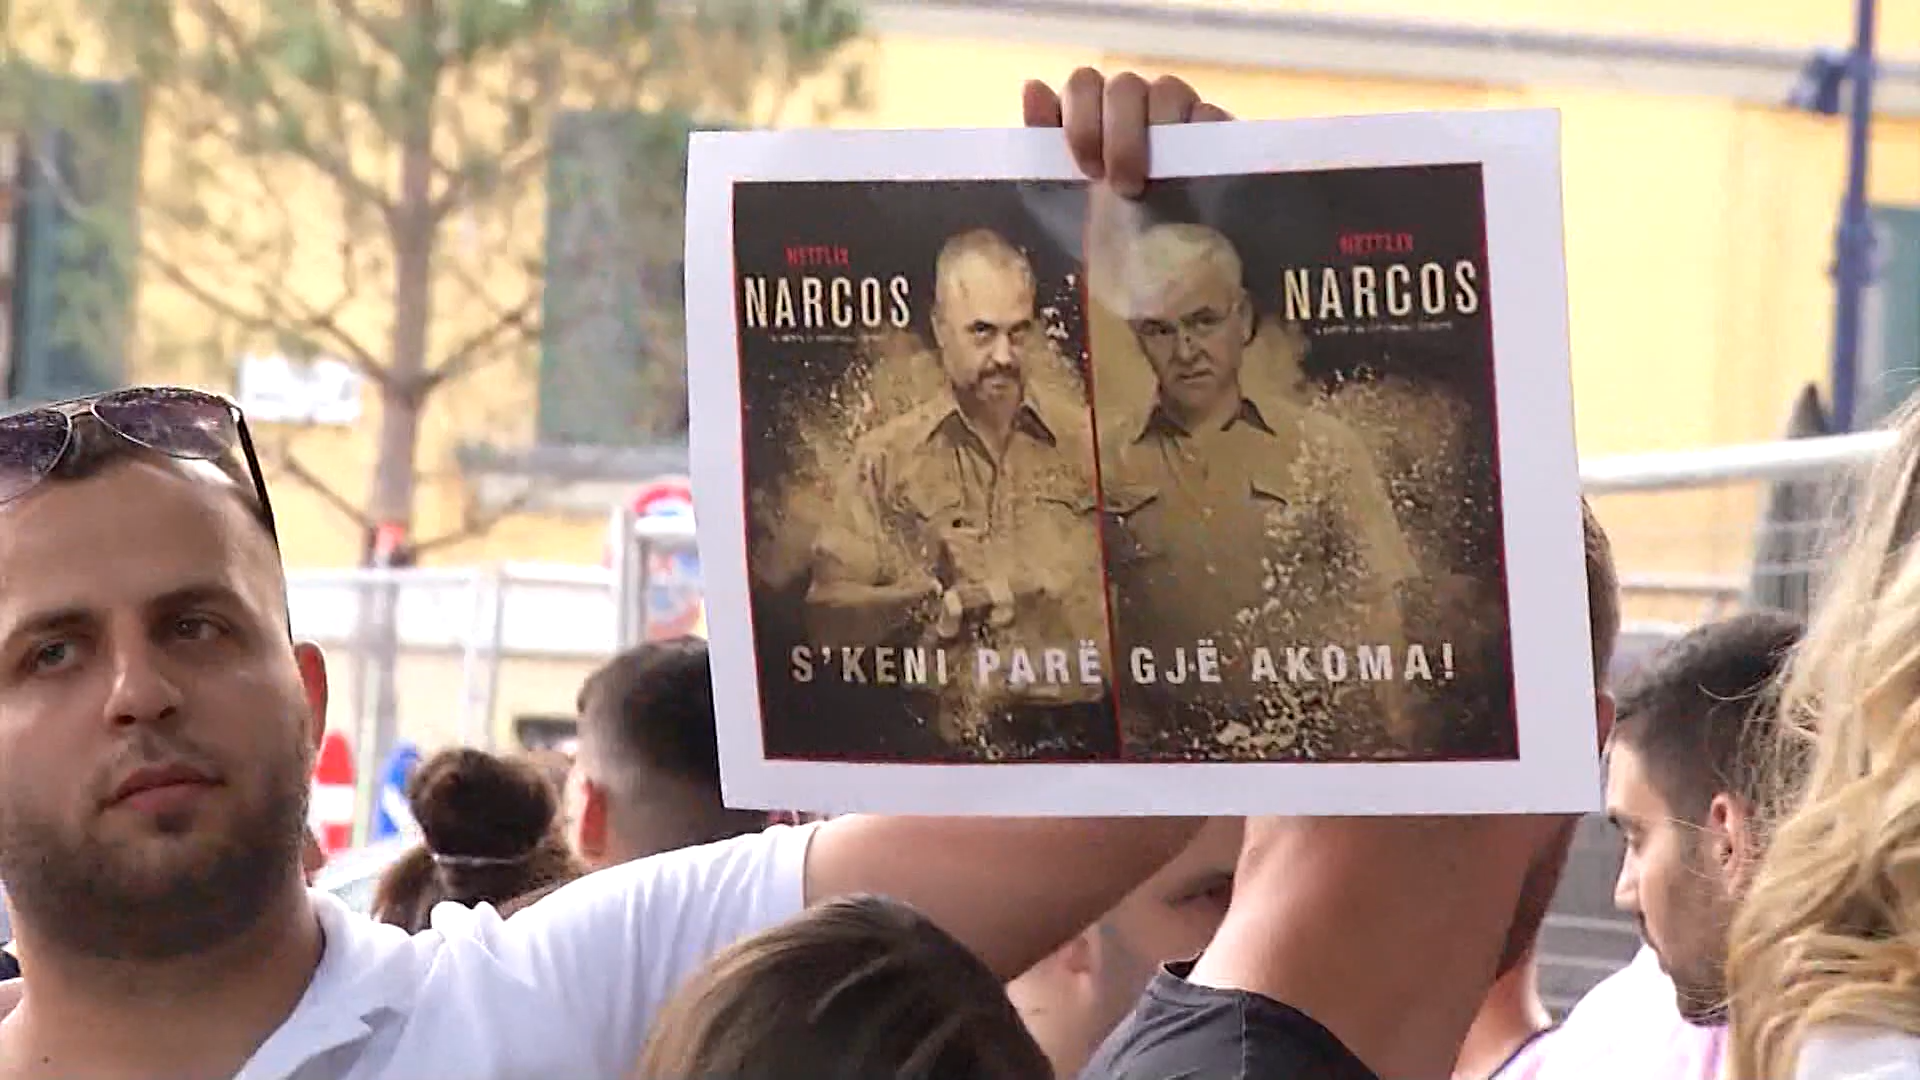 NETFLIX
NARCOS
NETFLIX
NARCOS
S'KENI PARË GJË AKOMA!